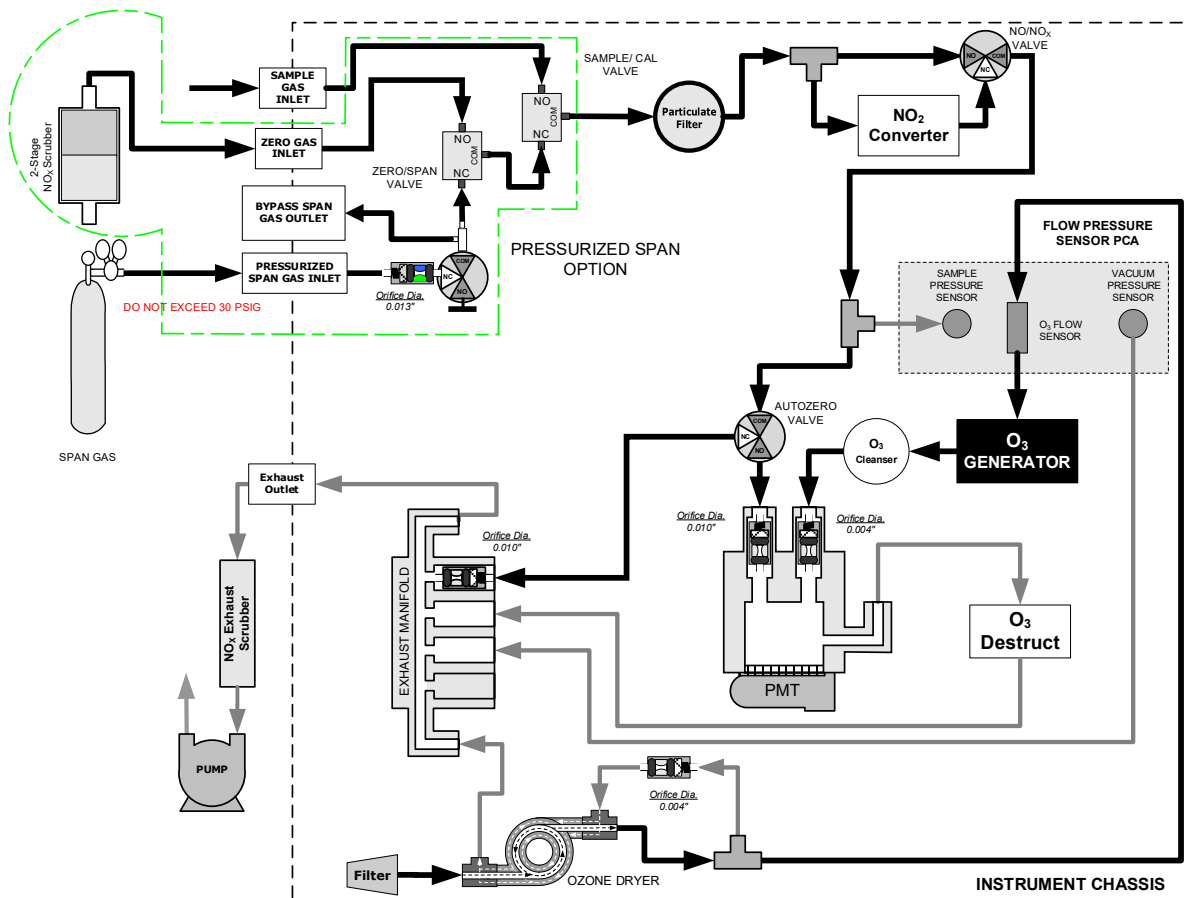 SAMPLE
GAS
INLET
ZERO GAS
INLET
BYPASS SPAN
GAS OUTLET
PRESSURIZED
SPAN GAS INLET
2-Stage
NOX Scrubber
DO NOT EXCEED 30 PSIG
SPAN GAS
SAMPLE/ CAL
VALVE
NO
COM
NC
ZERO/SPAN
VALVE
NO
COM
NC
COM
NC
NO
Orifice Dia.
0.013"
PRESSURIZED SPAN
OPTION
Particulate
Filter
NO/NOX
VALVE
NO
COM
NC
NO2
Converter
FLOW PRESSURE
SENSOR PCA
SAMPLE
PRESSURE
SENSOR
O3 FLOW
SENSOR
VACUUM
PRESSURE
SENSOR
AUTOZERO
VALVE
COM
NC
NO
O3
Cleanser
O3
GENERATOR
Orifice Dia.
0.010"
Orifice Dia.
0.004"
Exhaust
Outlet
Orifice Dia.
0.010"
EXHAUST MANIFOLD
NOX Exhaust
Scrubber
PUMP
O3
Destruct
PMT
Orifice Dia.
0.004"
Filter
OZONE DRYER
INSTRUMENT CHASSIS